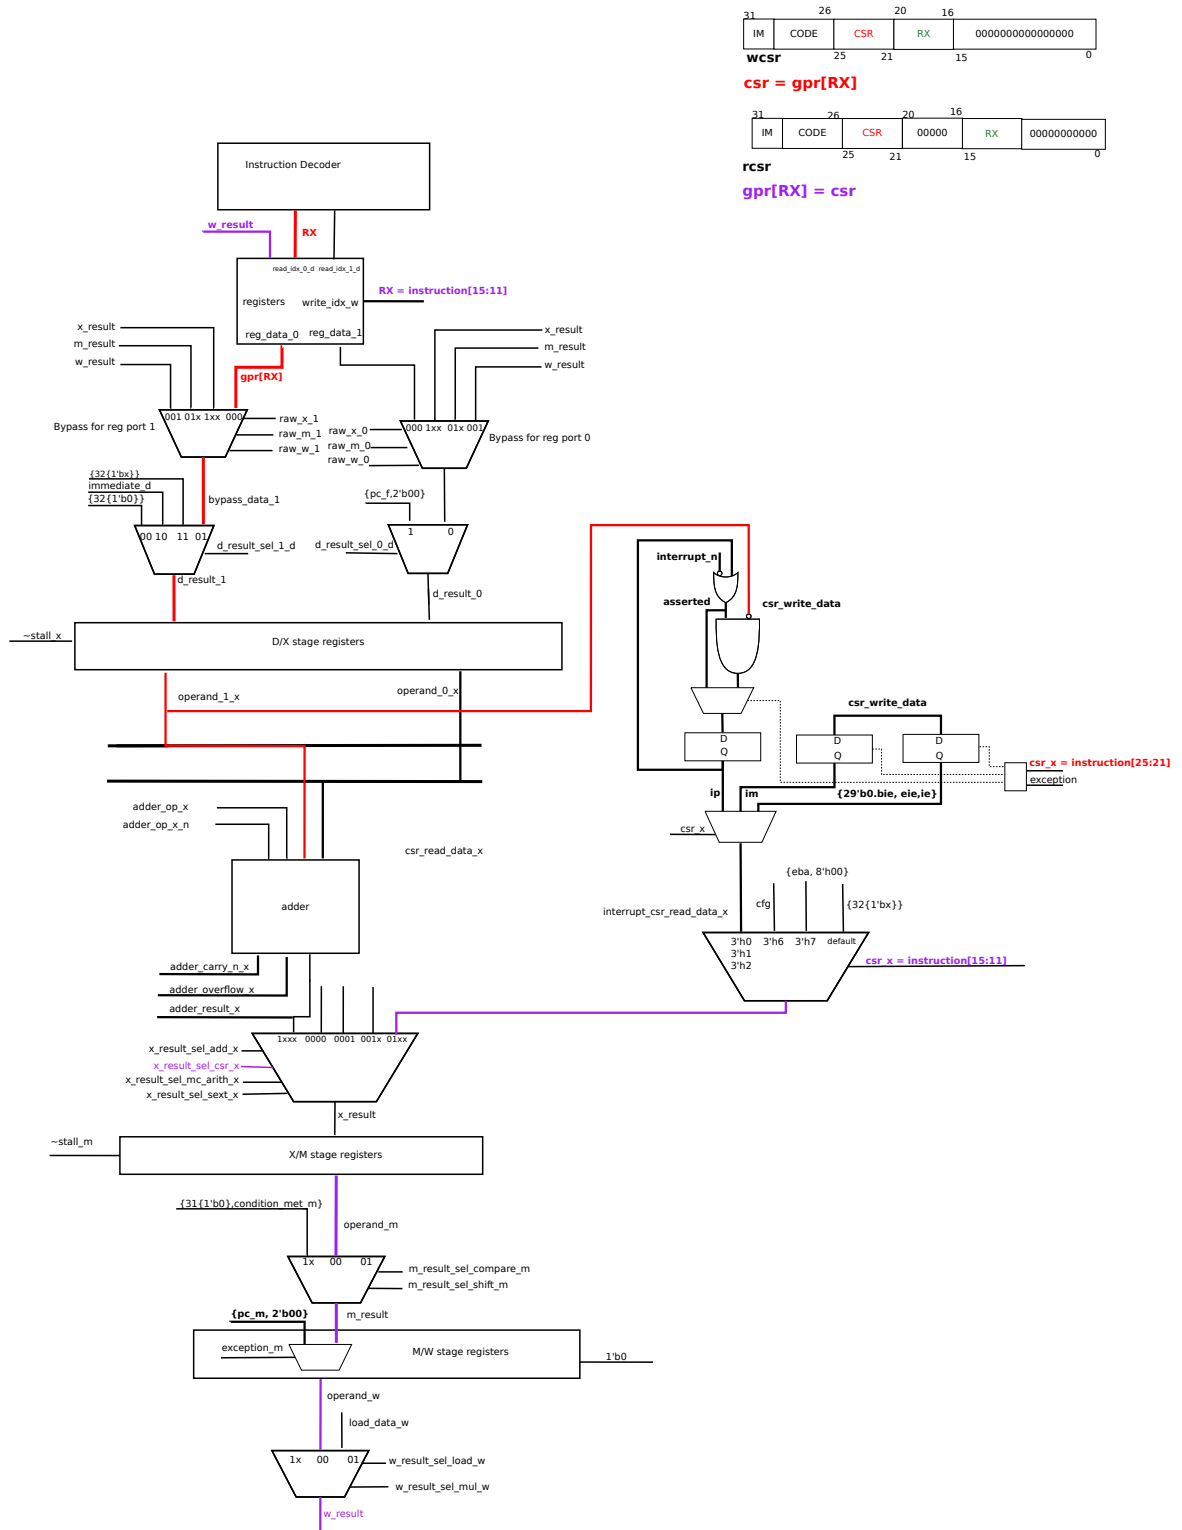 31
26
20
16
IM
CODE
CSR
RX
0000000000000000
25
21
15
0
wcsr
csr = gpr[RX]
31
26
20
16
IM
CODE
CSR
00000
RX
00000000000
25
21
15
0
rcsr
gpr[RX] = csr
Instruction Decoder
w_result
RX
read_idx_0_d
read_idx_1_d
RX = instruction[15:11]
registers
write_idx_w
reg_data_0
reg_data_1
x_result
m_result
w_result
x_result
m_result
w_result
gpr[RX]
001 01x 1xx 000
000 1xx 01x 001
Bypass for reg port 1
raw_x_1
raw_m_1
raw_w_1
raw_x_0
raw_m_0
raw_w_0
Bypass for reg port 0
{32{1'bx}}
immediate_d
{32{1'b0}}
bypass_data_1
{pc_f,2'b00}
00 10 11 01
d_result_sel_1_d
d_result_sel_0_d
1 0
d_result_1
d_result_0
~stall_x
D/X stage registers
operand_1_x
operand_0_x
interrupt_n
asserted
csr_write_data
csr_write_data
D
Q
D
Q
D
Q
csr_x = instruction[25:21]
exception
ip
im
{29'b0.bie, eie,ie}
csr_x
adder_op_x
adder_op_x_n
csr_read_data_x
adder
{eba, 8'h00}
interrupt_csr_read_data_x
cfg
{32{1'bx}}
3'h0
3'h1
3'h2
3'h6
3'h7
default
csr_x = instruction[15:11]
adder_carry_n_x
adder_overflow_x
adder_result_x
1xxx 0000 0001 001x 01xx
x_result_sel_add_x
x_result_sel_csr_x
x_result_sel_mc_arith_x
x_result_sel_sext_x
x_result
~stall_m
X/M stage registers
{31{1'b0},condition_met_m}
operand_m
1x 00 01
m_result_sel_compare_m
m_result_sel_shift_m
{pc_m, 2'b00}
m_result
exception_m
M/W stage registers
1'b0
operand_w
load_data_w
1x 00 01
w_result_sel_load_w
w_result_sel_mul_w
w_result